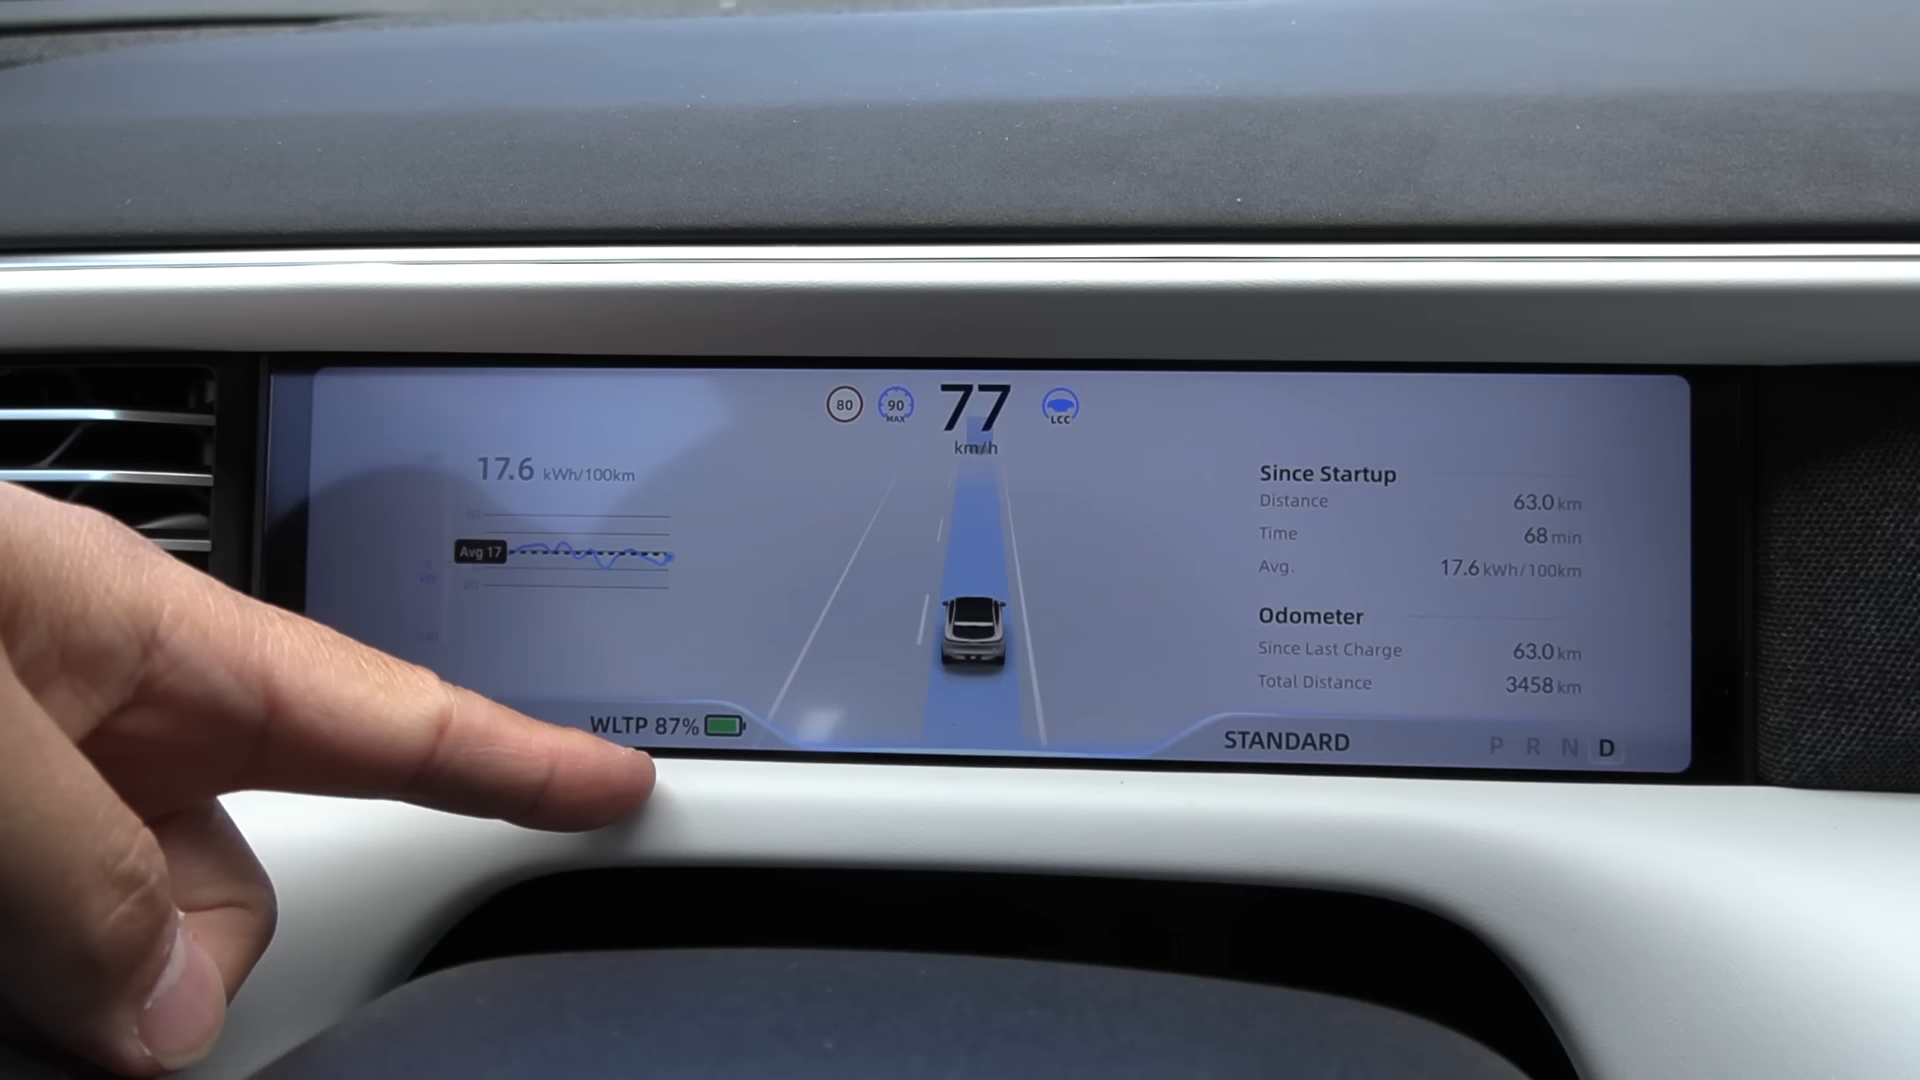 80
90
MAX
77
km/h
LCC
17.6 kWh/100km
60
Avg 17
Since Startup
Distance 63.0 km
Time 68 min
Avg. 17.6 kWh/100km
Odometer
Since Last Charge 63.0 km
Total Distance 3458 km
WLTP 87%
STANDARD
P R N D